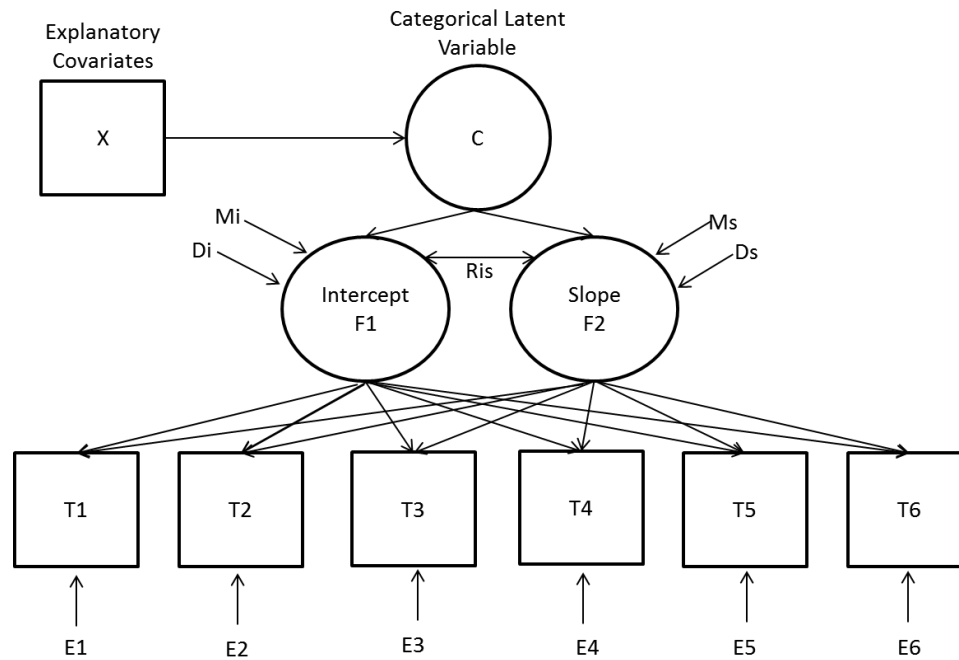 Explanatory
Covariates
X
Categorical Latent
Variable
C
Mi
Di
Ris
Ms
Ds
Intercept
F1
Slope
F2
T1
T2
T3
T4
T5
T6
E1
E2
E3
E4
E5
E6